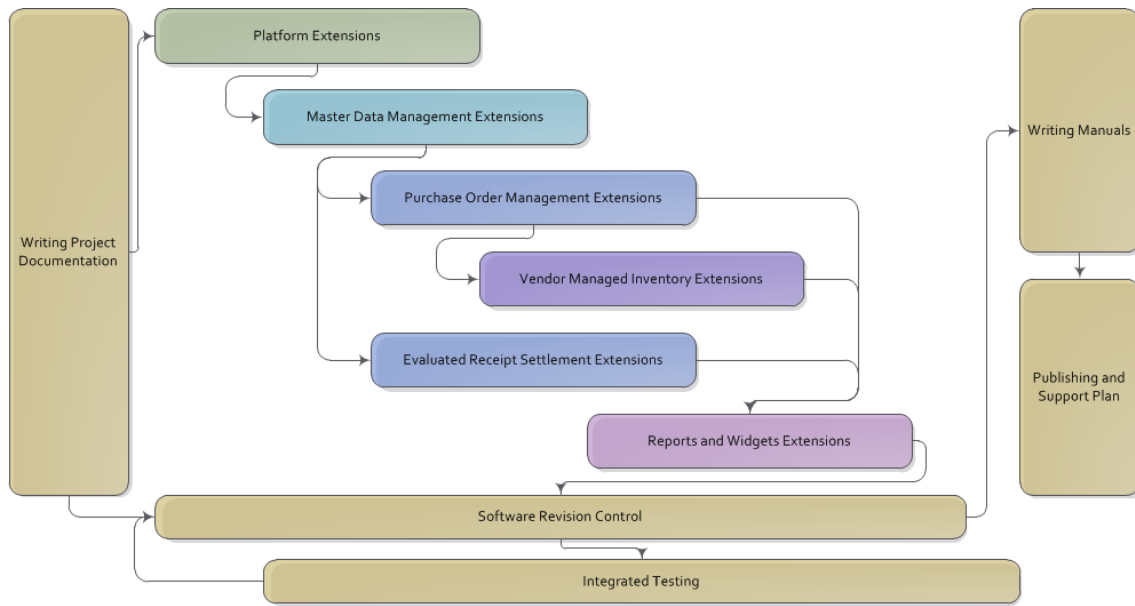 Platform Extensions
Master Data Management Extensions
Writing Manuals
Purchase Order Management Extensions
Writing Project
Documentation
Vendor Managed Inventory Extensions
Evaluated Receipt Settlement Extensions
Publishing and
Support Plan
Reports and Widgets Extensions
Software Revision Control
Integrated Testing